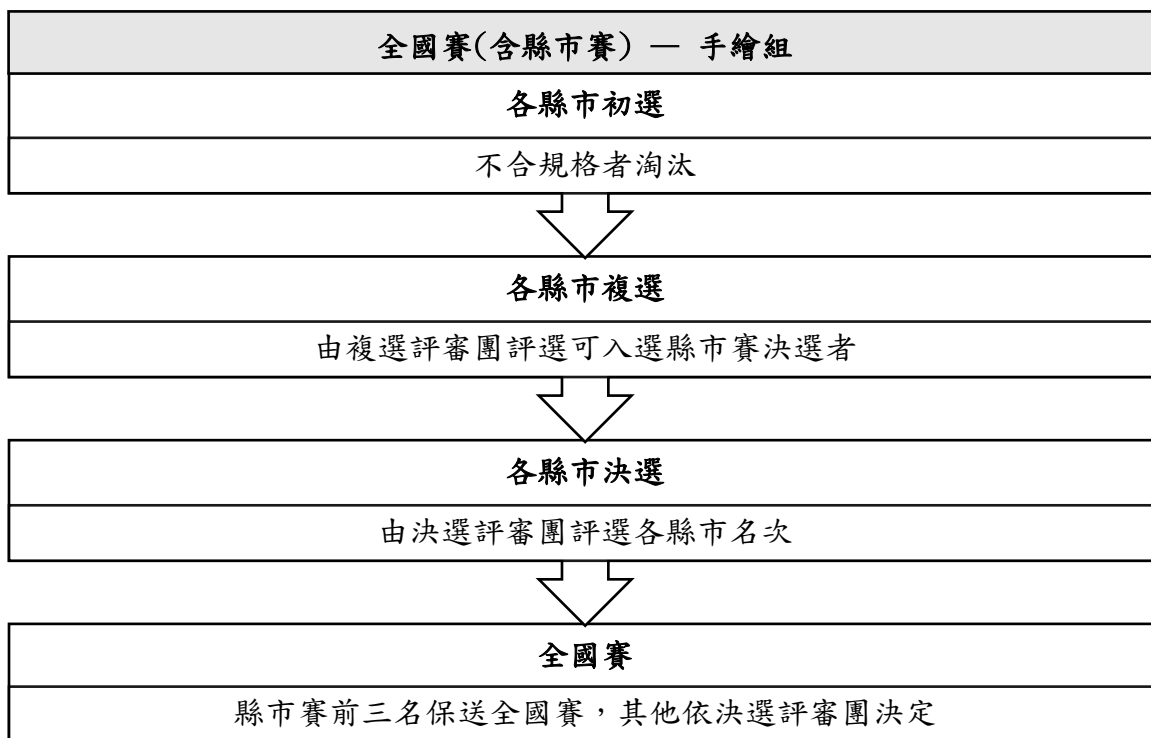 全國賽(含縣市賽) — 手繪組
各縣市初選
不合規格者淘汰
各縣市複選
由複選評審團評選可入選縣市賽決選者
各縣市決選
由決選評審團評選各縣市名次
全國賽
縣市賽前三名保送全國賽，其他依決選評審團決定